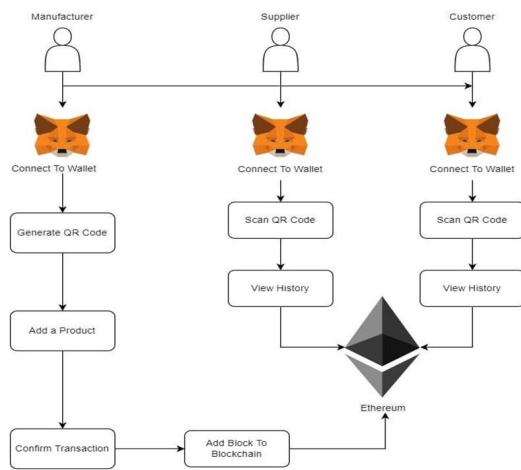 Manufacturer
Supplier
Customer
Connect To Wallet
Connect To Wallet
Connect To Wallet
Generate QR Code
Scan QR Code
Scan QR Code
Add a Product
View History
View History
Ethereum
Confirm Transaction
Add Block To
Blockchain